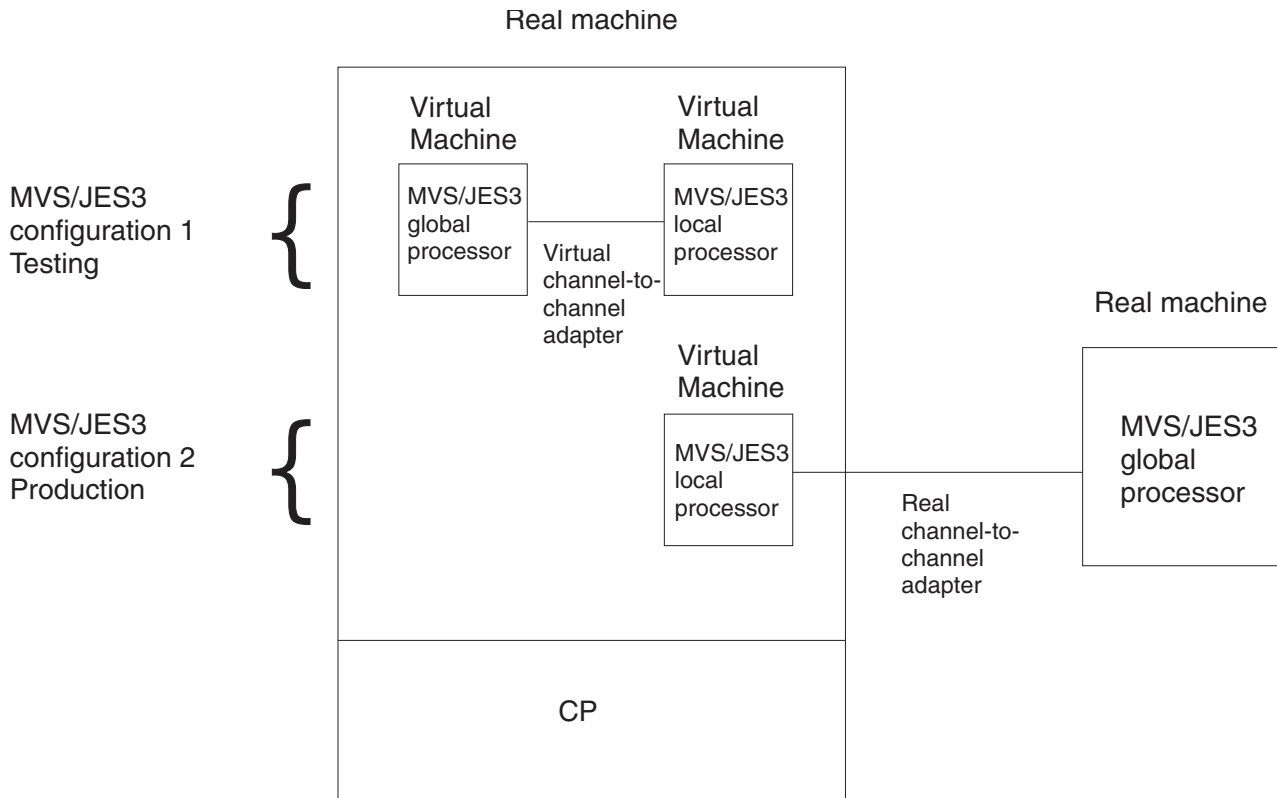 Real machine
Virtual
Machine
Virtual
Machine
MVS/JES3
configuration 1
Testing
MVS/JES3
global
processor
Virtual
channel-to-
channel
adapter
MVS/JES3
local
processor
Real machine
MVS/JES3
global
processor
Virtual
Machine
MVS/JES3
configuration 2
Production
MVS/JES3
local
processor
Real
channel-to-
channel
adapter
CP